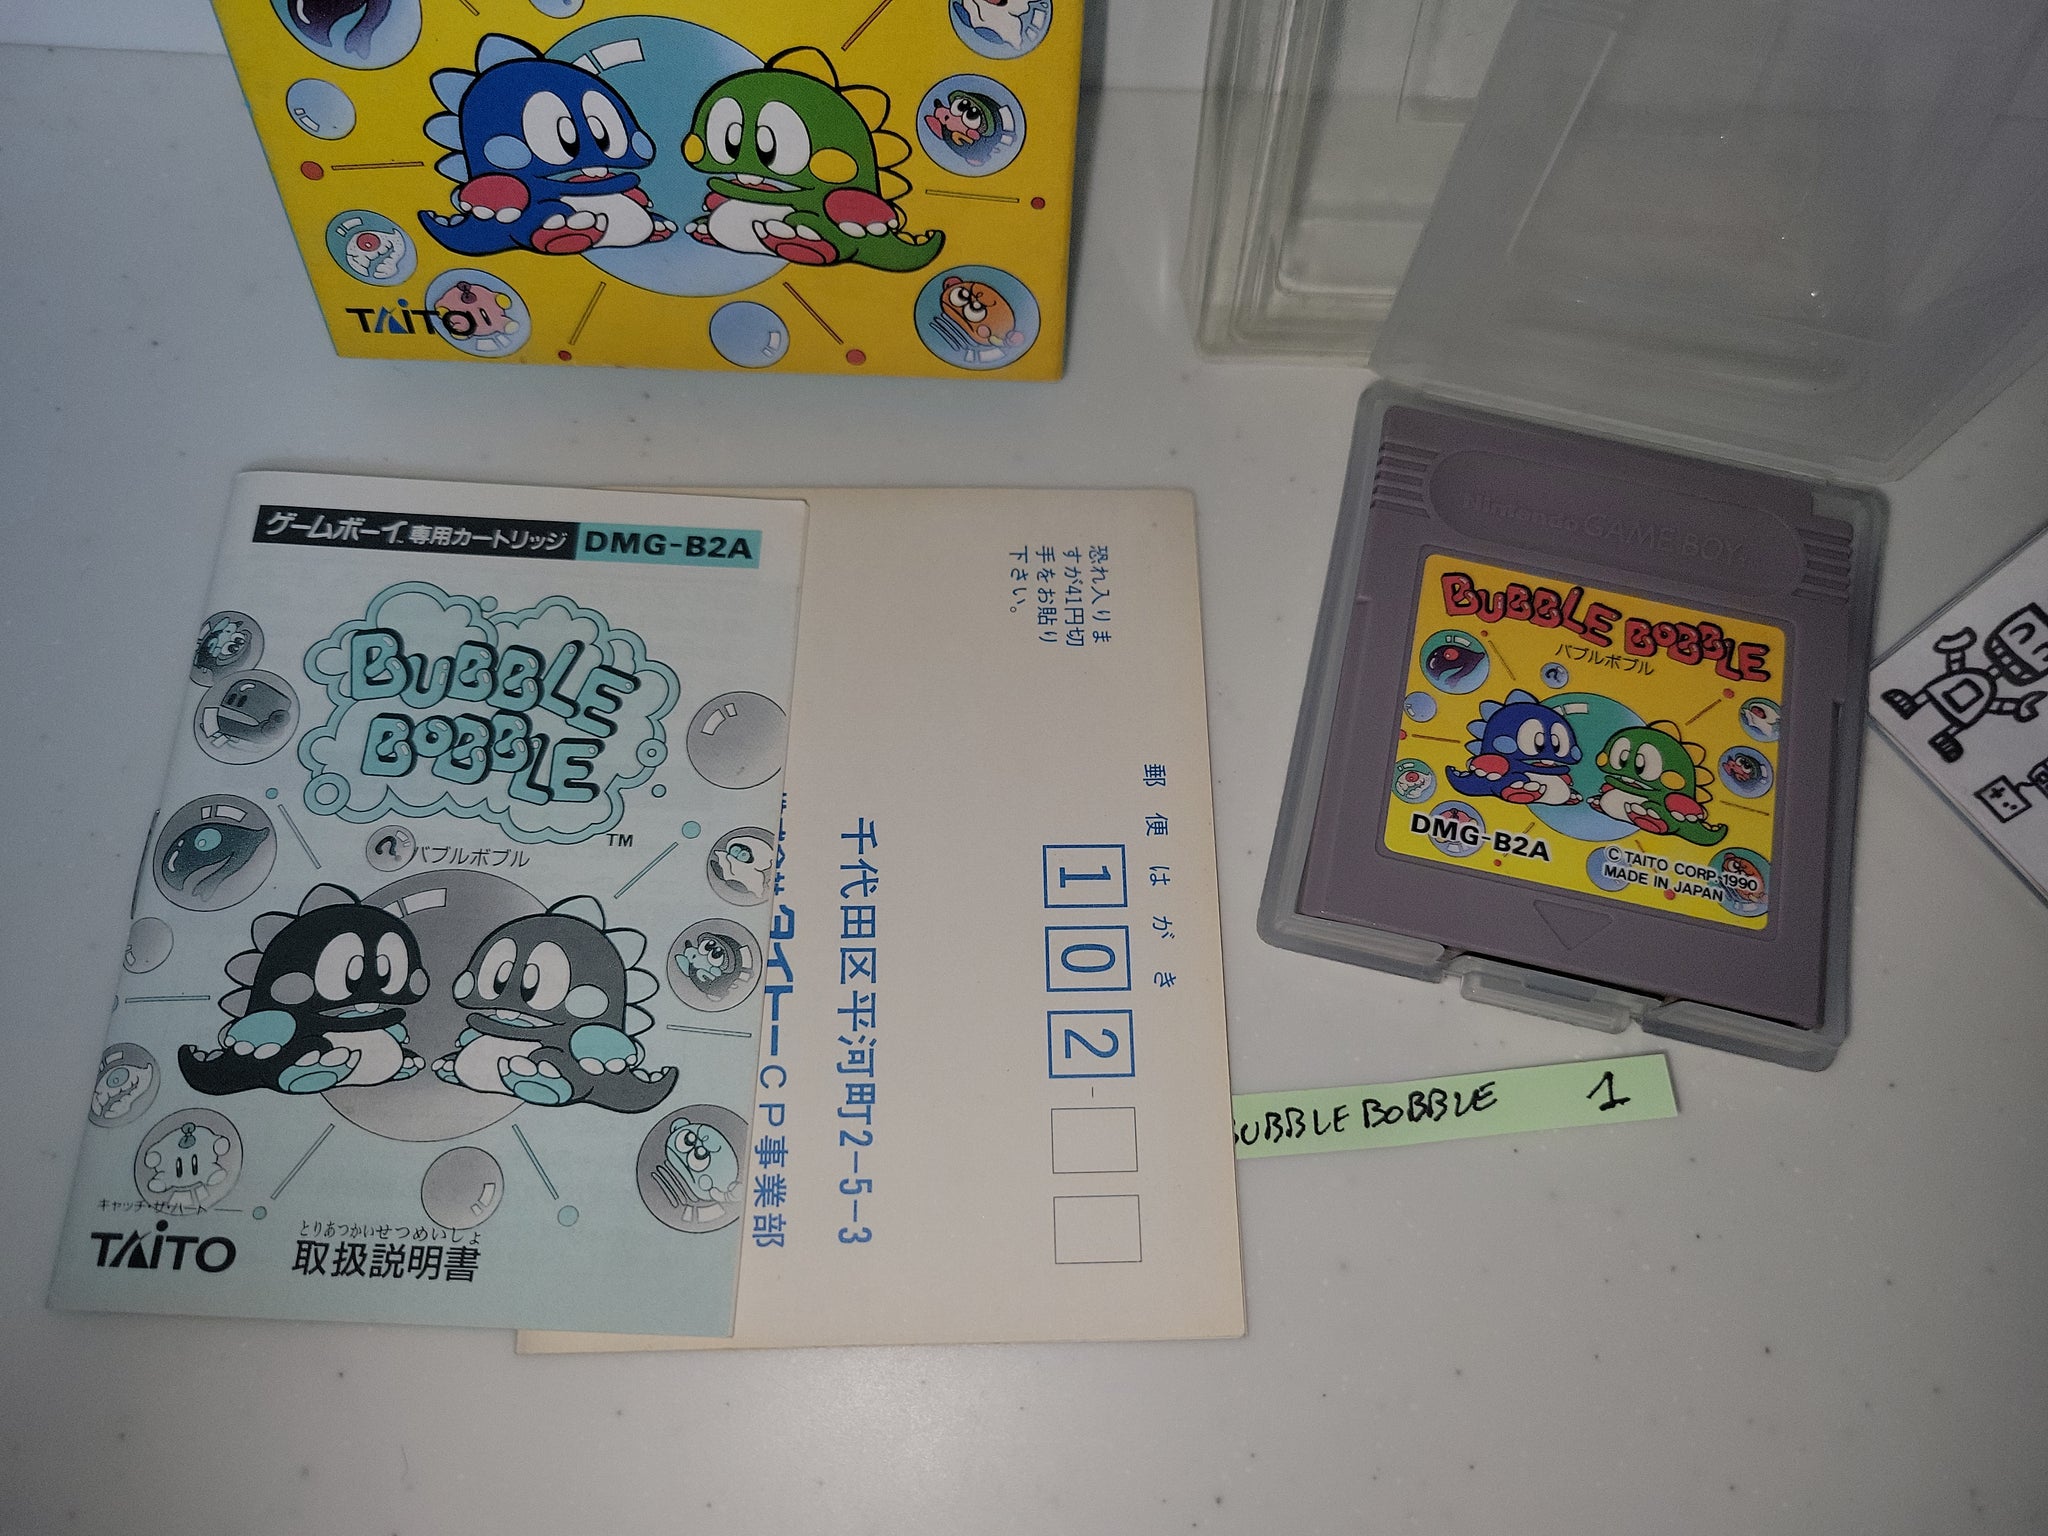 TAITO
ゲームボーイ™専用カートリッジ DMG-B2A
BUBBLE
BOBBLE
TM
?
バブルボブル
キャッチ・ザ・ハート
TAITO
とりあつかいせつめいしょ
取扱説明書
恐れ入りま
すが41円切
手をお貼り
下さい。
郵便はがき
102-
千代田区平河町2-5-3
タイトーCP事業部
Nintendo GAME BOY
BUBBLE BOBBLE
バブルボブル
?
DMG-B2A
© TAITO CORP. 1990
MADE IN JAPAN
BUBBLE BOBBLE 1